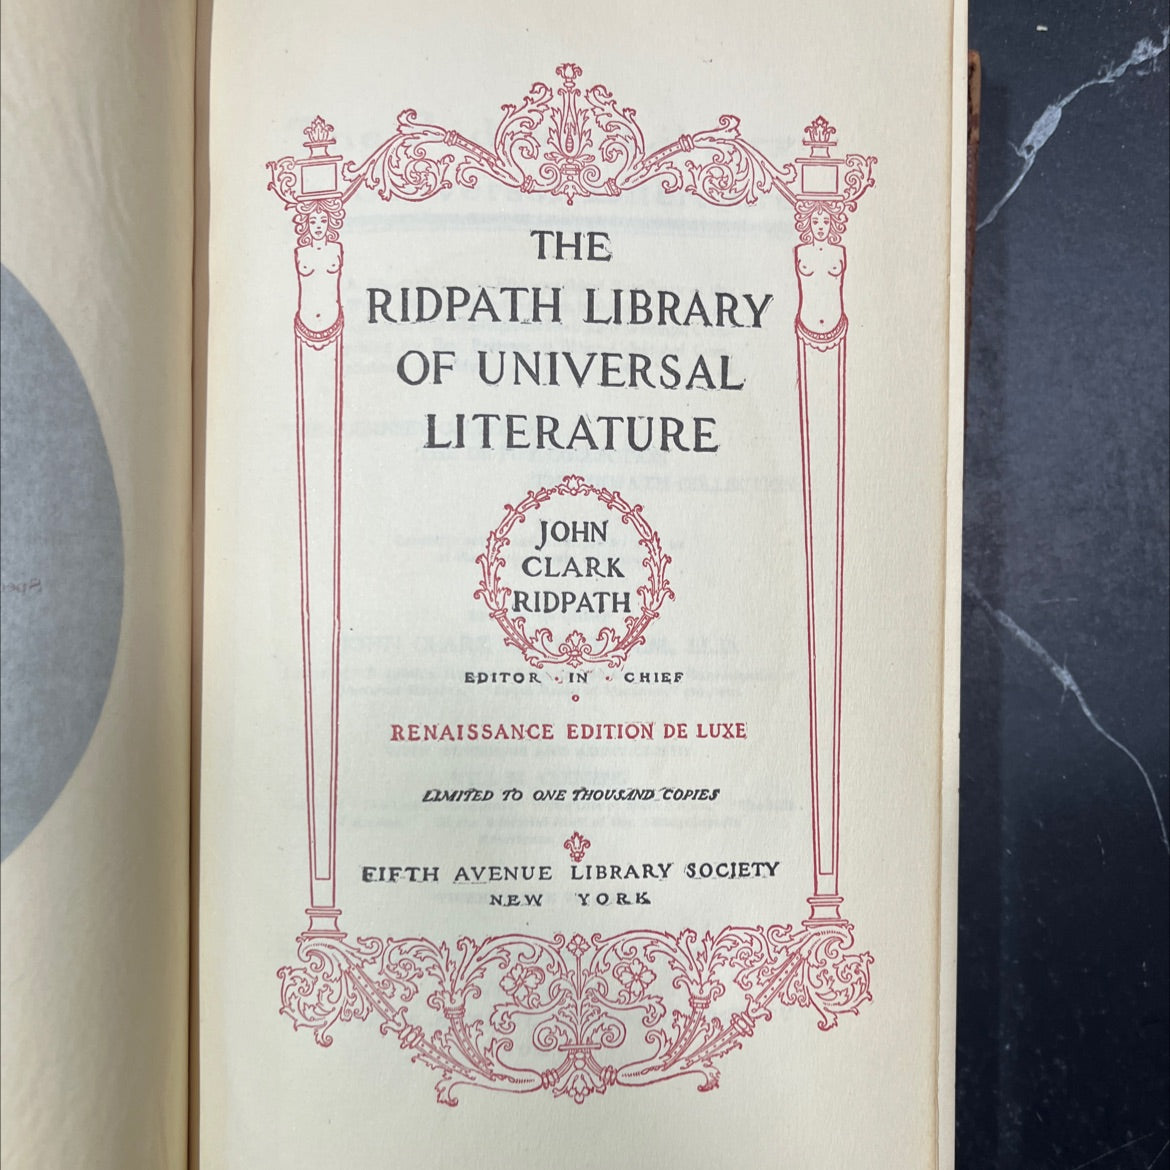 THE
RIDPATH LIBRARY
OF UNIVERSAL
LITERATURE
JOHN
CLARK
RIDPATH
EDITOR · IN · CHIEF
RENAISSANCE EDITION DE LUXE
LIMITED TO ONE THOUSAND COPIES
FIFTH AVENUE LIBRARY SOCIETY
NEW YORK